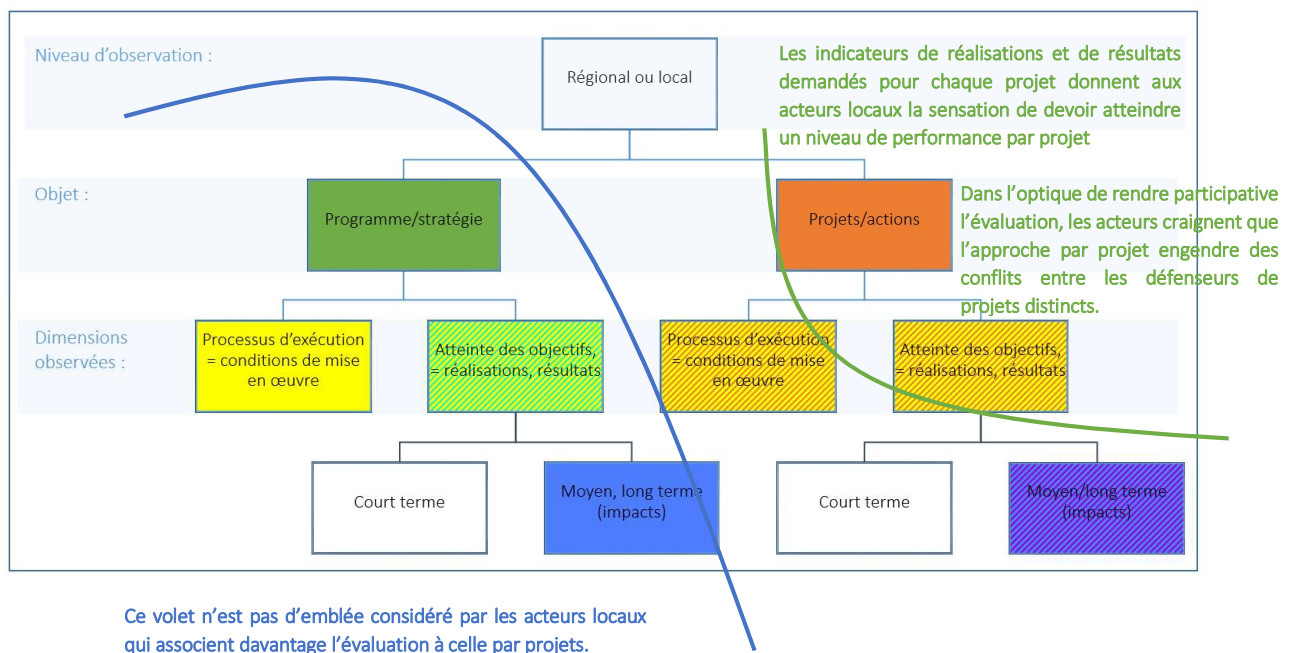 Niveau d'observation :
Régional ou local
Les indicateurs de réalisations et de résultats
demandés pour chaque projet donnent aux
acteurs locaux la sensation de devoir atteindre
un niveau de performance par projet
Objet :
Programme/stratégie
Projets/actions
Dans l'optique de rendre participative
l'évaluation, les acteurs craignent que
l'approche par projet engendre des
conflits entre les défenseurs de
projets distincts.
Dimensions
observées :
Processus d'exécution
= conditions de mise
en œuvre
Atteinte des objectifs,
= réalisations, résultats
Processus d'exécution
= conditions de mise
en œuvre
Atteinte des objectifs,
= réalisations, résultats
Court terme
Moyen, long terme
(impacts)
Court terme
Moyen/long terme
(impacts)
Ce volet n'est pas d'emblée considéré par les acteurs locaux
qui associent davantage l'évaluation à celle par projets.